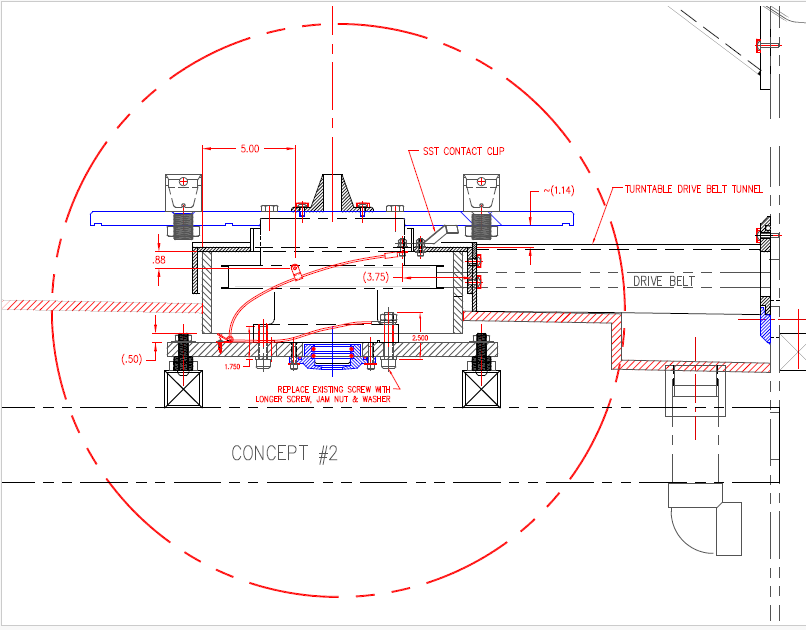 5.00
SST CONTACT CLIP
~(1.14)
TURNTABLE DRIVE BELT TUNNEL
.88
(3.75)
DRIVE BELT
(.50)
1.750
2.500
REPLACE EXISTING SCREW WITH
LONGER SCREW, JAM NUT & WASHER
CONCEPT #2